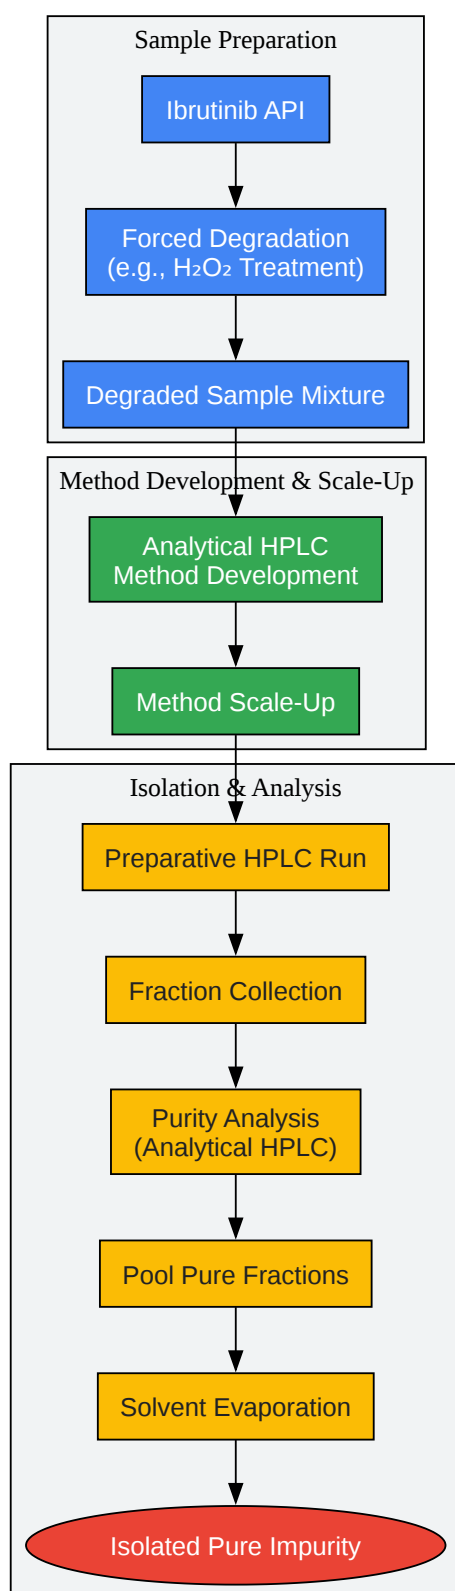 Sample Preparation
Ibrutinib API
Forced Degradation
(e.g., H₂O₂ Treatment)
Degraded Sample Mixture
Method Development & Scale-Up
Analytical HPLC
Method Development
Method Scale-Up
Isolation & Analysis
Preparative HPLC Run
Fraction Collection
Purity Analysis
(Analytical HPLC)
Pool Pure Fractions
Solvent Evaporation
Isolated Pure Impurity